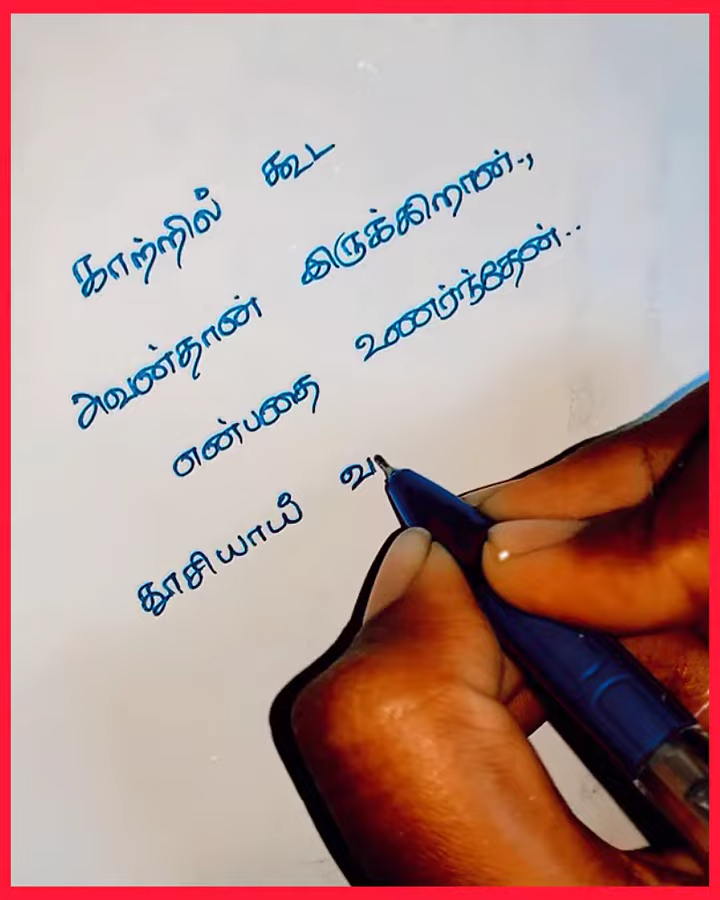 காற்றில் கூட
அவன்தான் இருக்கிறான்.,
என்பதை உணர்ந்தேன்..
தூசியாய் வ